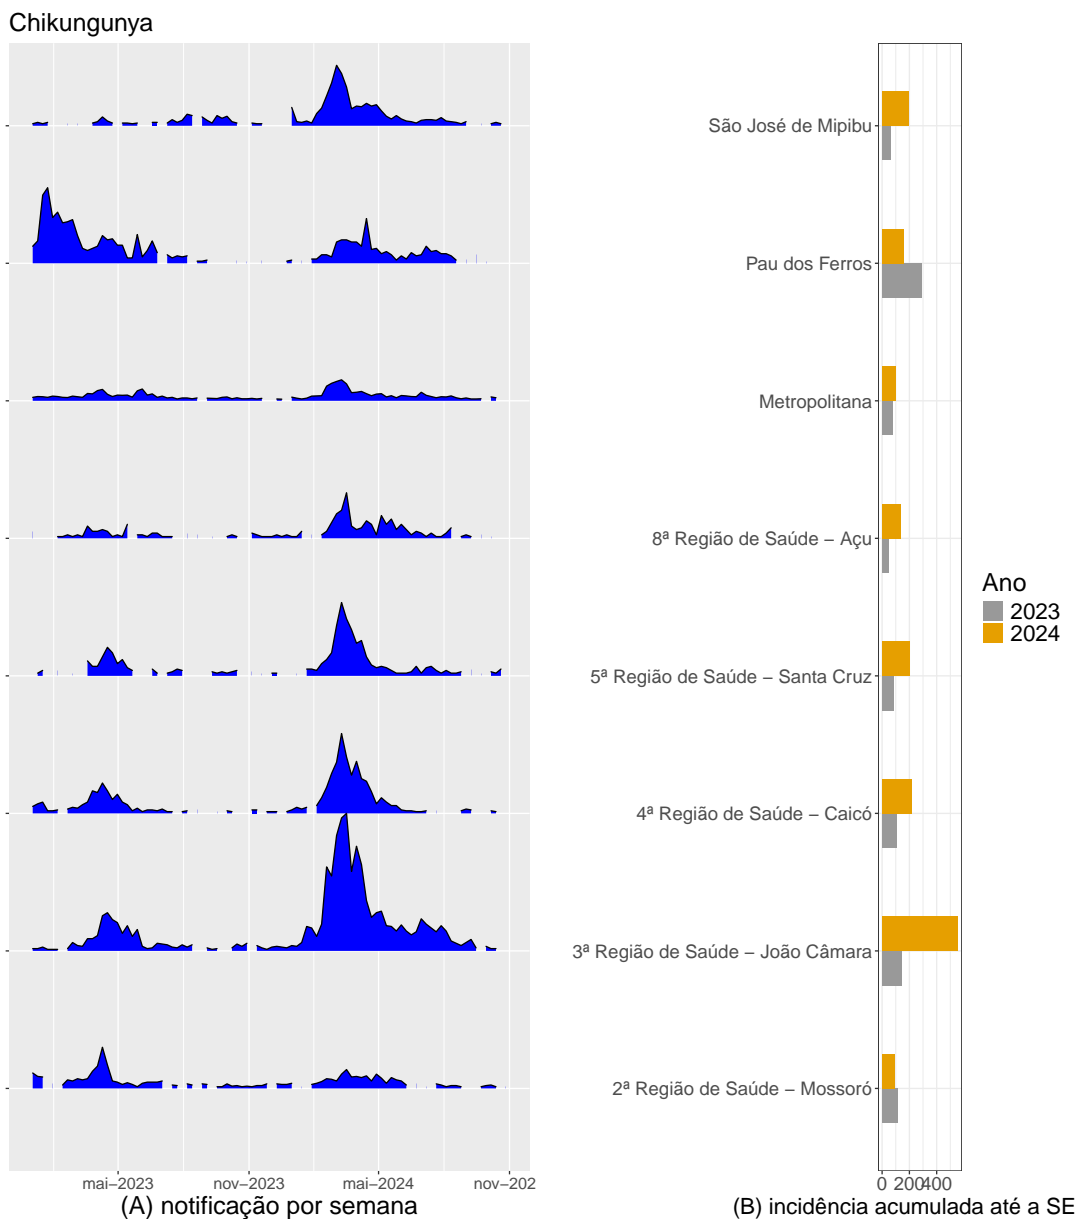 Chikungunya
São José de Mipibu
Pau dos Ferros
Metropolitana
8ª Região de Saúde – Açu
5ª Região de Saúde – Santa Cruz
4ª Região de Saúde – Caicó
3ª Região de Saúde – João Câmara
2ª Região de Saúde – Mossoró
Ano
2023
2024
mai–2023 nov–2023 mai–2024 nov–202
0 200 400
(A) notificação por semana
(B) incidência acumulada até a SE